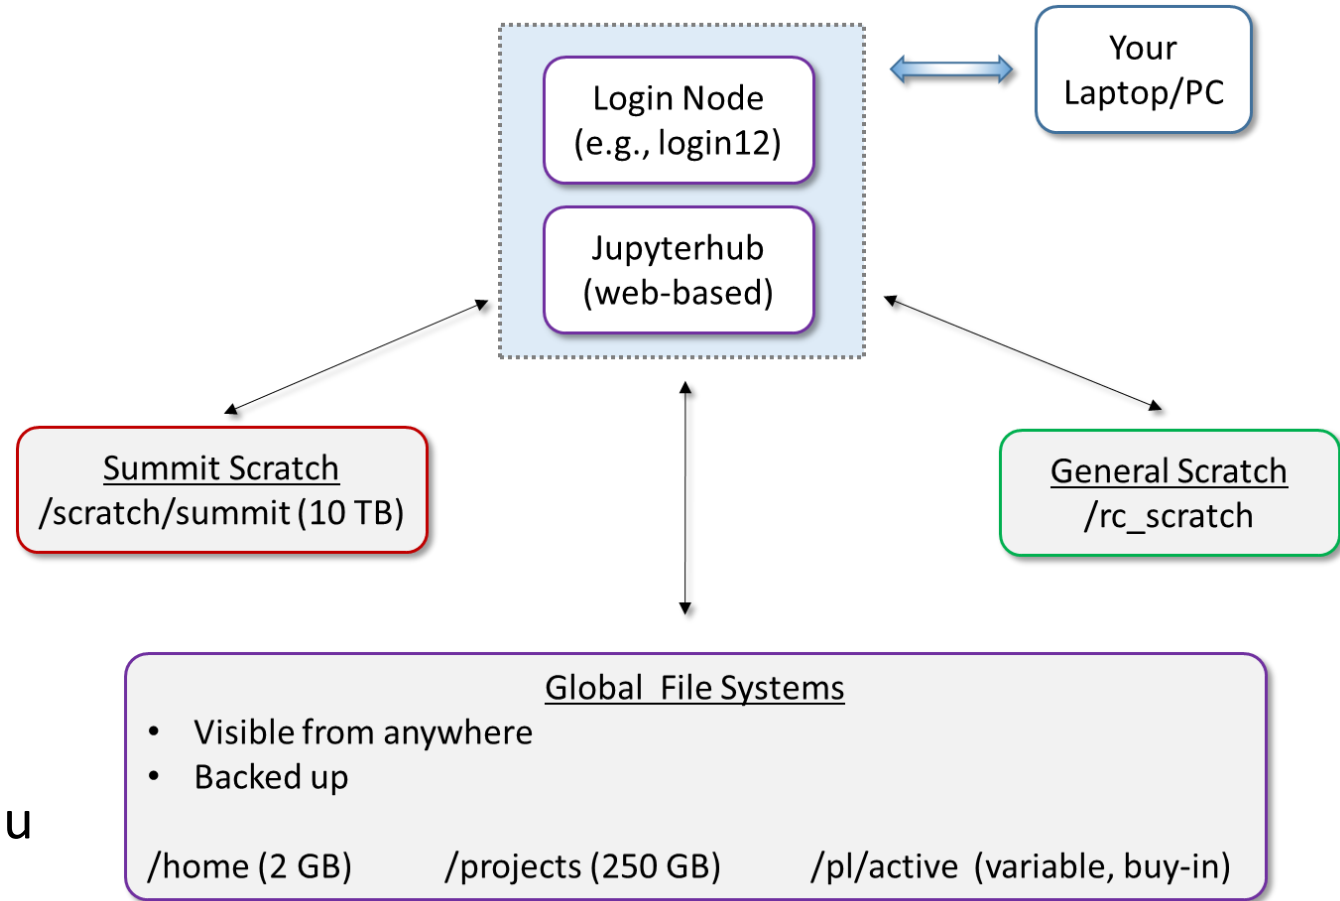 Your
Laptop/PC
Login Node
(e.g., login12)
Jupyterhub
(web-based)
Summit Scratch
/scratch/summit (10 TB)
General Scratch
/rc_scratch
Global File Systems
• Visible from anywhere
• Backed up
u
/home (2 GB) /projects (250 GB) /pl/active (variable, buy-in)